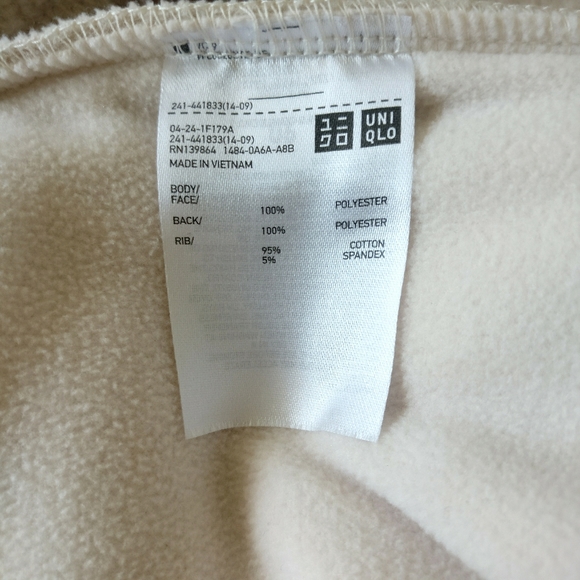 241-441833(14-09)
04-24-1F179A
241-441833(14-09)
RN139864 1484-0A6A-A8B
MADE IN VIETNAM
ユニ
クロ
UNI
QLO
BODY/
FACE/
100% POLYESTER
BACK/
100% POLYESTER
RIB/
95% COTTON
5% SPANDEX